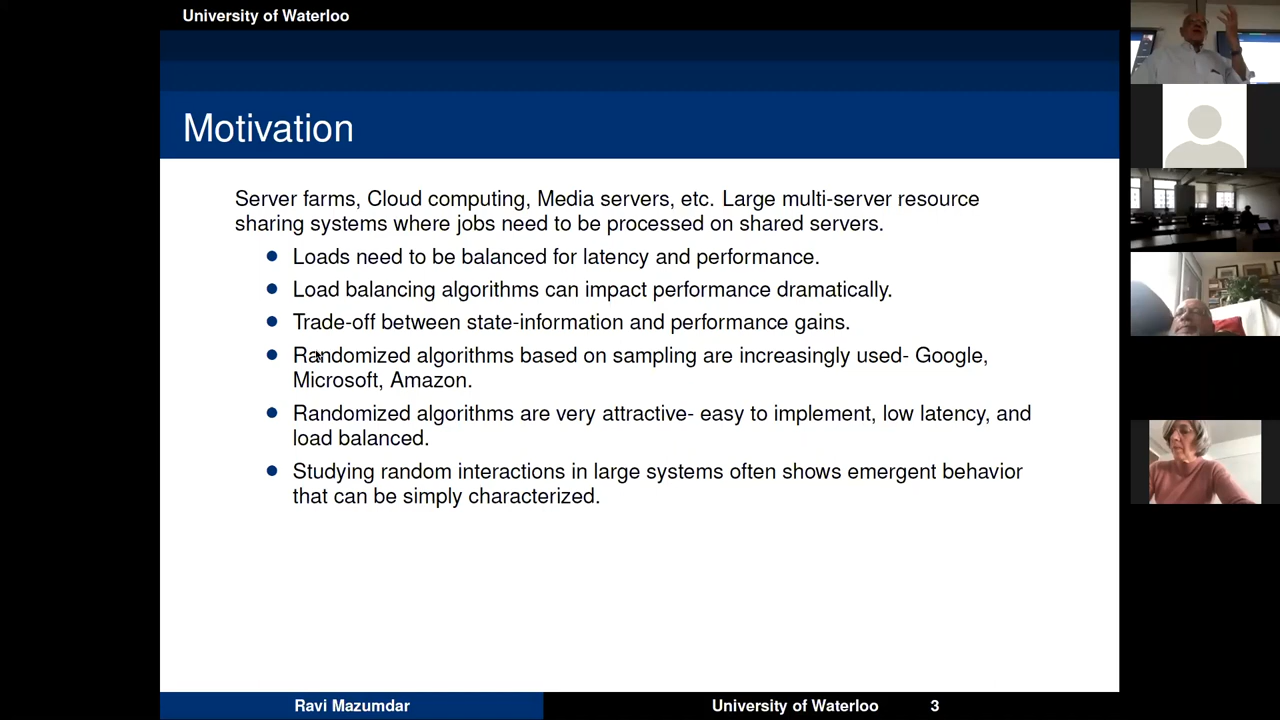 University of Waterloo
Motivation
Server farms, Cloud computing, Media servers, etc. Large multi-server resource
sharing systems where jobs need to be processed on shared servers.
Loads need to be balanced for latency and performance.
Load balancing algorithms can impact performance dramatically.
Trade-off between state-information and performance gains.
Randomized algorithms based on sampling are increasingly used- Google,
Microsoft, Amazon.
Randomized algorithms are very attractive- easy to implement, low latency, and
load balanced.
Studying random interactions in large systems often shows emergent behavior
that can be simply characterized.
Ravi Mazumdar
University of Waterloo 3